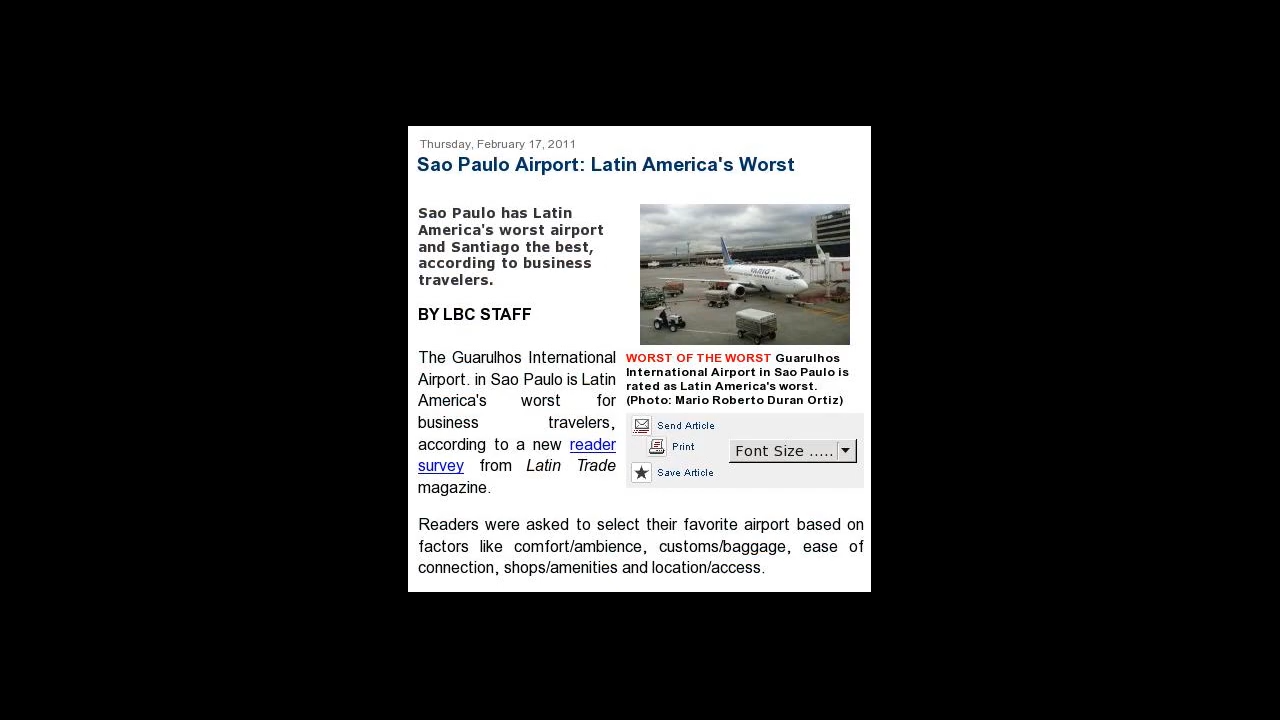 Thursday, February 17, 2011
Sao Paulo Airport: Latin America's Worst
Sao Paulo has Latin
America's worst airport
and Santiago the best,
according to business
travelers.
BY LBC STAFF
The Guarulhos International
Airport. in Sao Paulo is Latin
America's worst for
business travelers,
according to a new reader
survey from Latin Trade
magazine.
VARIG
WORST OF THE WORST Guarulhos
International Airport in Sao Paulo is
rated as Latin America's worst.
(Photo: Mario Roberto Duran Ortiz)
Send Article
Print
Save Article
Font Size .....
Readers were asked to select their favorite airport based on
factors like comfort/ambience, customs/baggage, ease of
connection, shops/amenities and location/access.